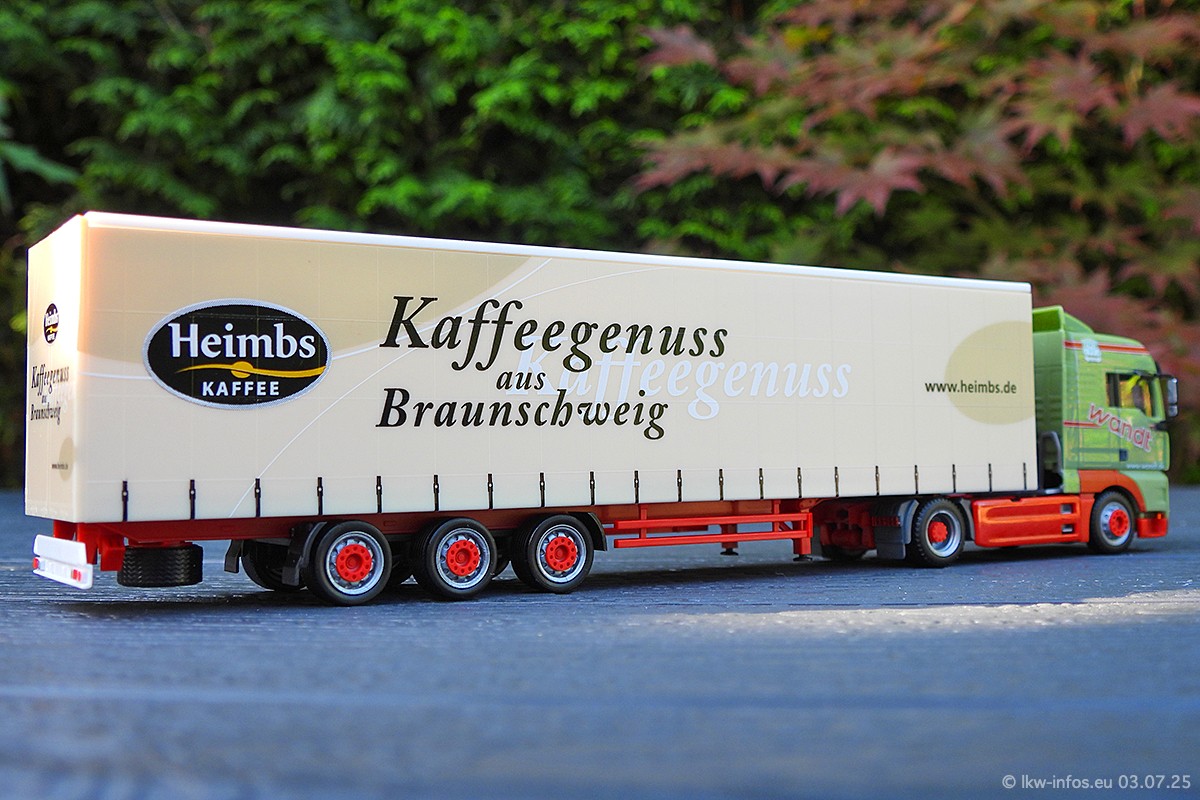 Heimbs
KAFFEE
Kaffeegenuss
aus
Braunschweig
Kaffeegenuss
www.heimbs.de
wandt
Heimbs
Kaffeegenuss
aus
Braunschweig
© lkw-infos.eu 03.07.25